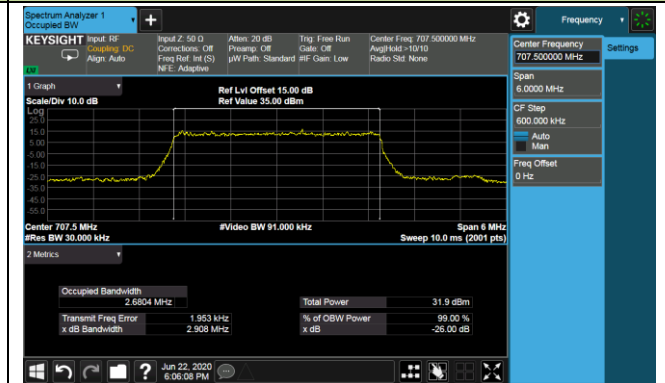 Spectrum Analyzer 1
Occupied BW
+
Frequency
KEYSIGHT
Input: RF
Coupling: DC
Align: Auto
Input Z: 50 Ω
Corrections: Off
Freq Ref: Int (S)
NFE: Adaptive
Atten: 20 dB
Preamp: Off
µW Path: Standard
Trig: Free Run
Gate: Off
#IF Gain: Low
Center Freq: 707.500000 MHz
Avg|Hold:>10/10
Radio Std: None
Center Frequency
707.500000 MHz
Settings
Span
6.0000 MHz
CF Step
600.000 kHz
Auto
Man
Freq Offset
0 Hz
1 Graph
Scale/Div 10.0 dB
Ref Lvl Offset 15.00 dB
Ref Value 35.00 dBm
Log
25.0
15.0
5.00
-5.00
-15.0
-25.0
-35.0
-45.0
-55.0
Center 707.5 MHz
#Res BW 30.000 kHz
#Video BW 91.000 kHz
Span 6 MHz
Sweep 10.0 ms (2001 pts)
2 Metrics
Occupied Bandwidth
2.6804 MHz
Total Power 31.9 dBm
Transmit Freq Error 1.953 kHz % of OBW Power 99.00 %
x dB Bandwidth 2.908 MHz x dB -26.00 dB
?
Jun 22, 2020
6:06:08 PM